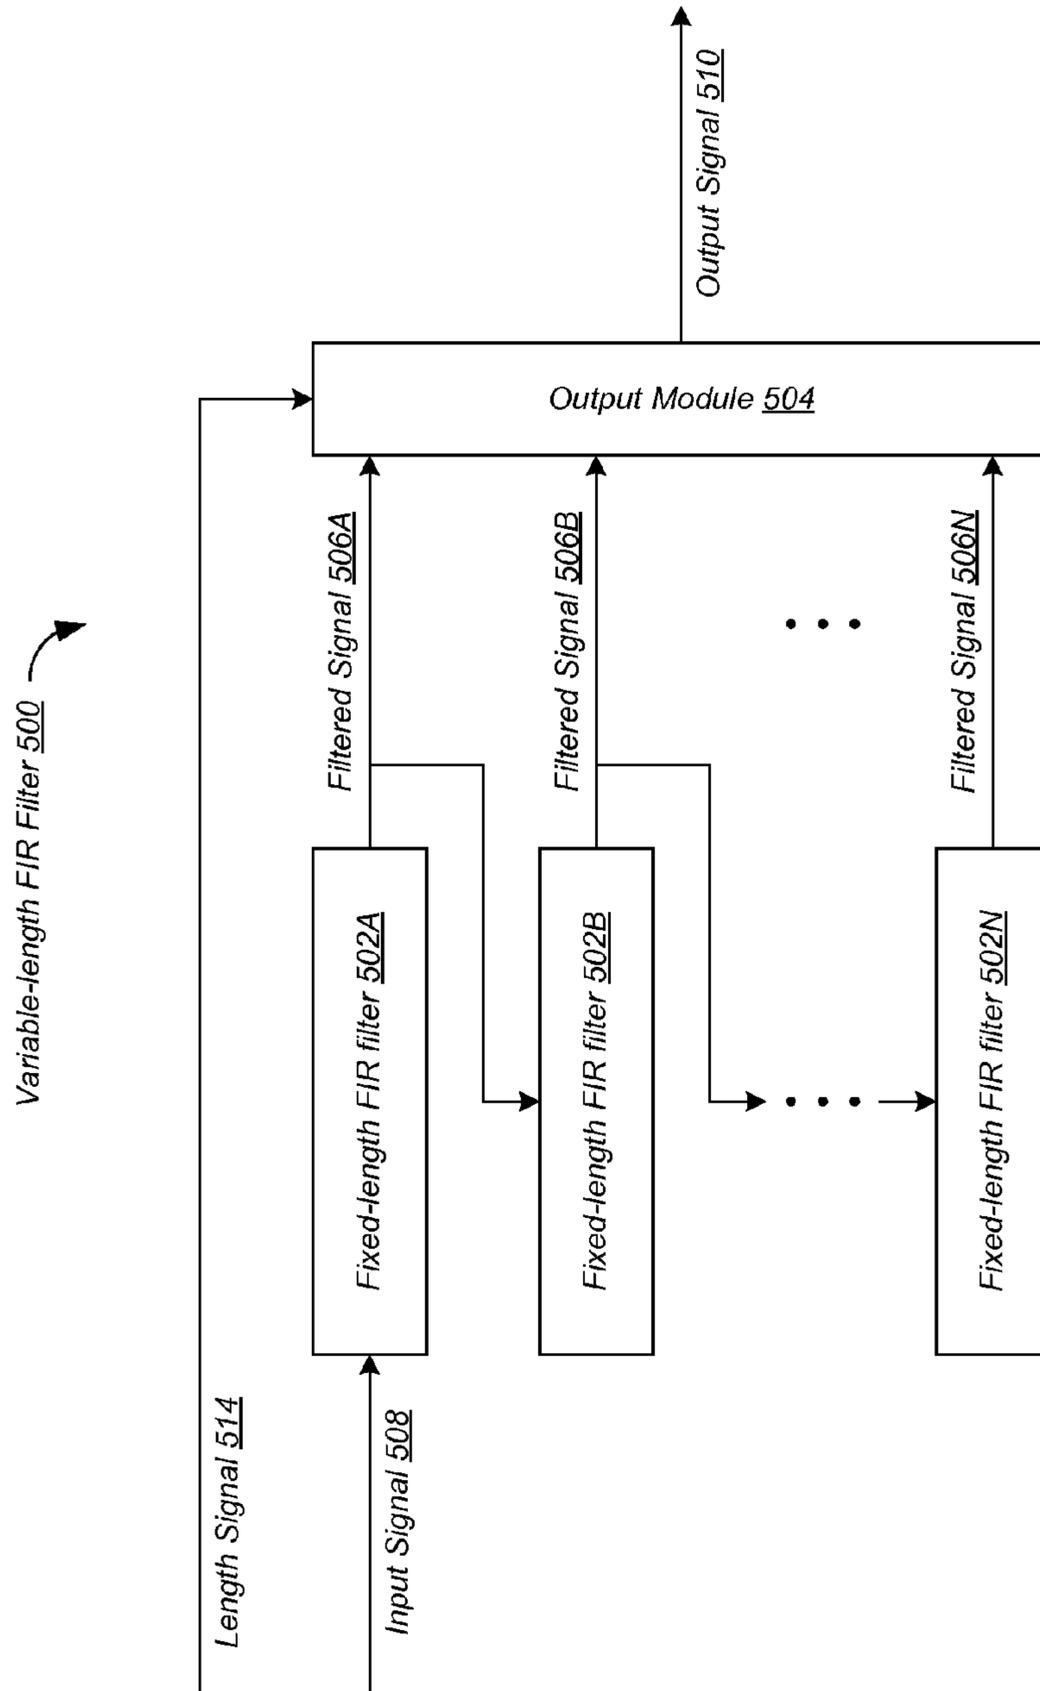 Variable-length FIR Filter 500
Length Signal 514
Input Signal 508
Fixed-length FIR filter 502A
Filtered Signal 506A
Fixed-length FIR filter 502B
Filtered Signal 506B
Fixed-length FIR filter 502N
Filtered Signal 506N
Output Module 504
Output Signal 510